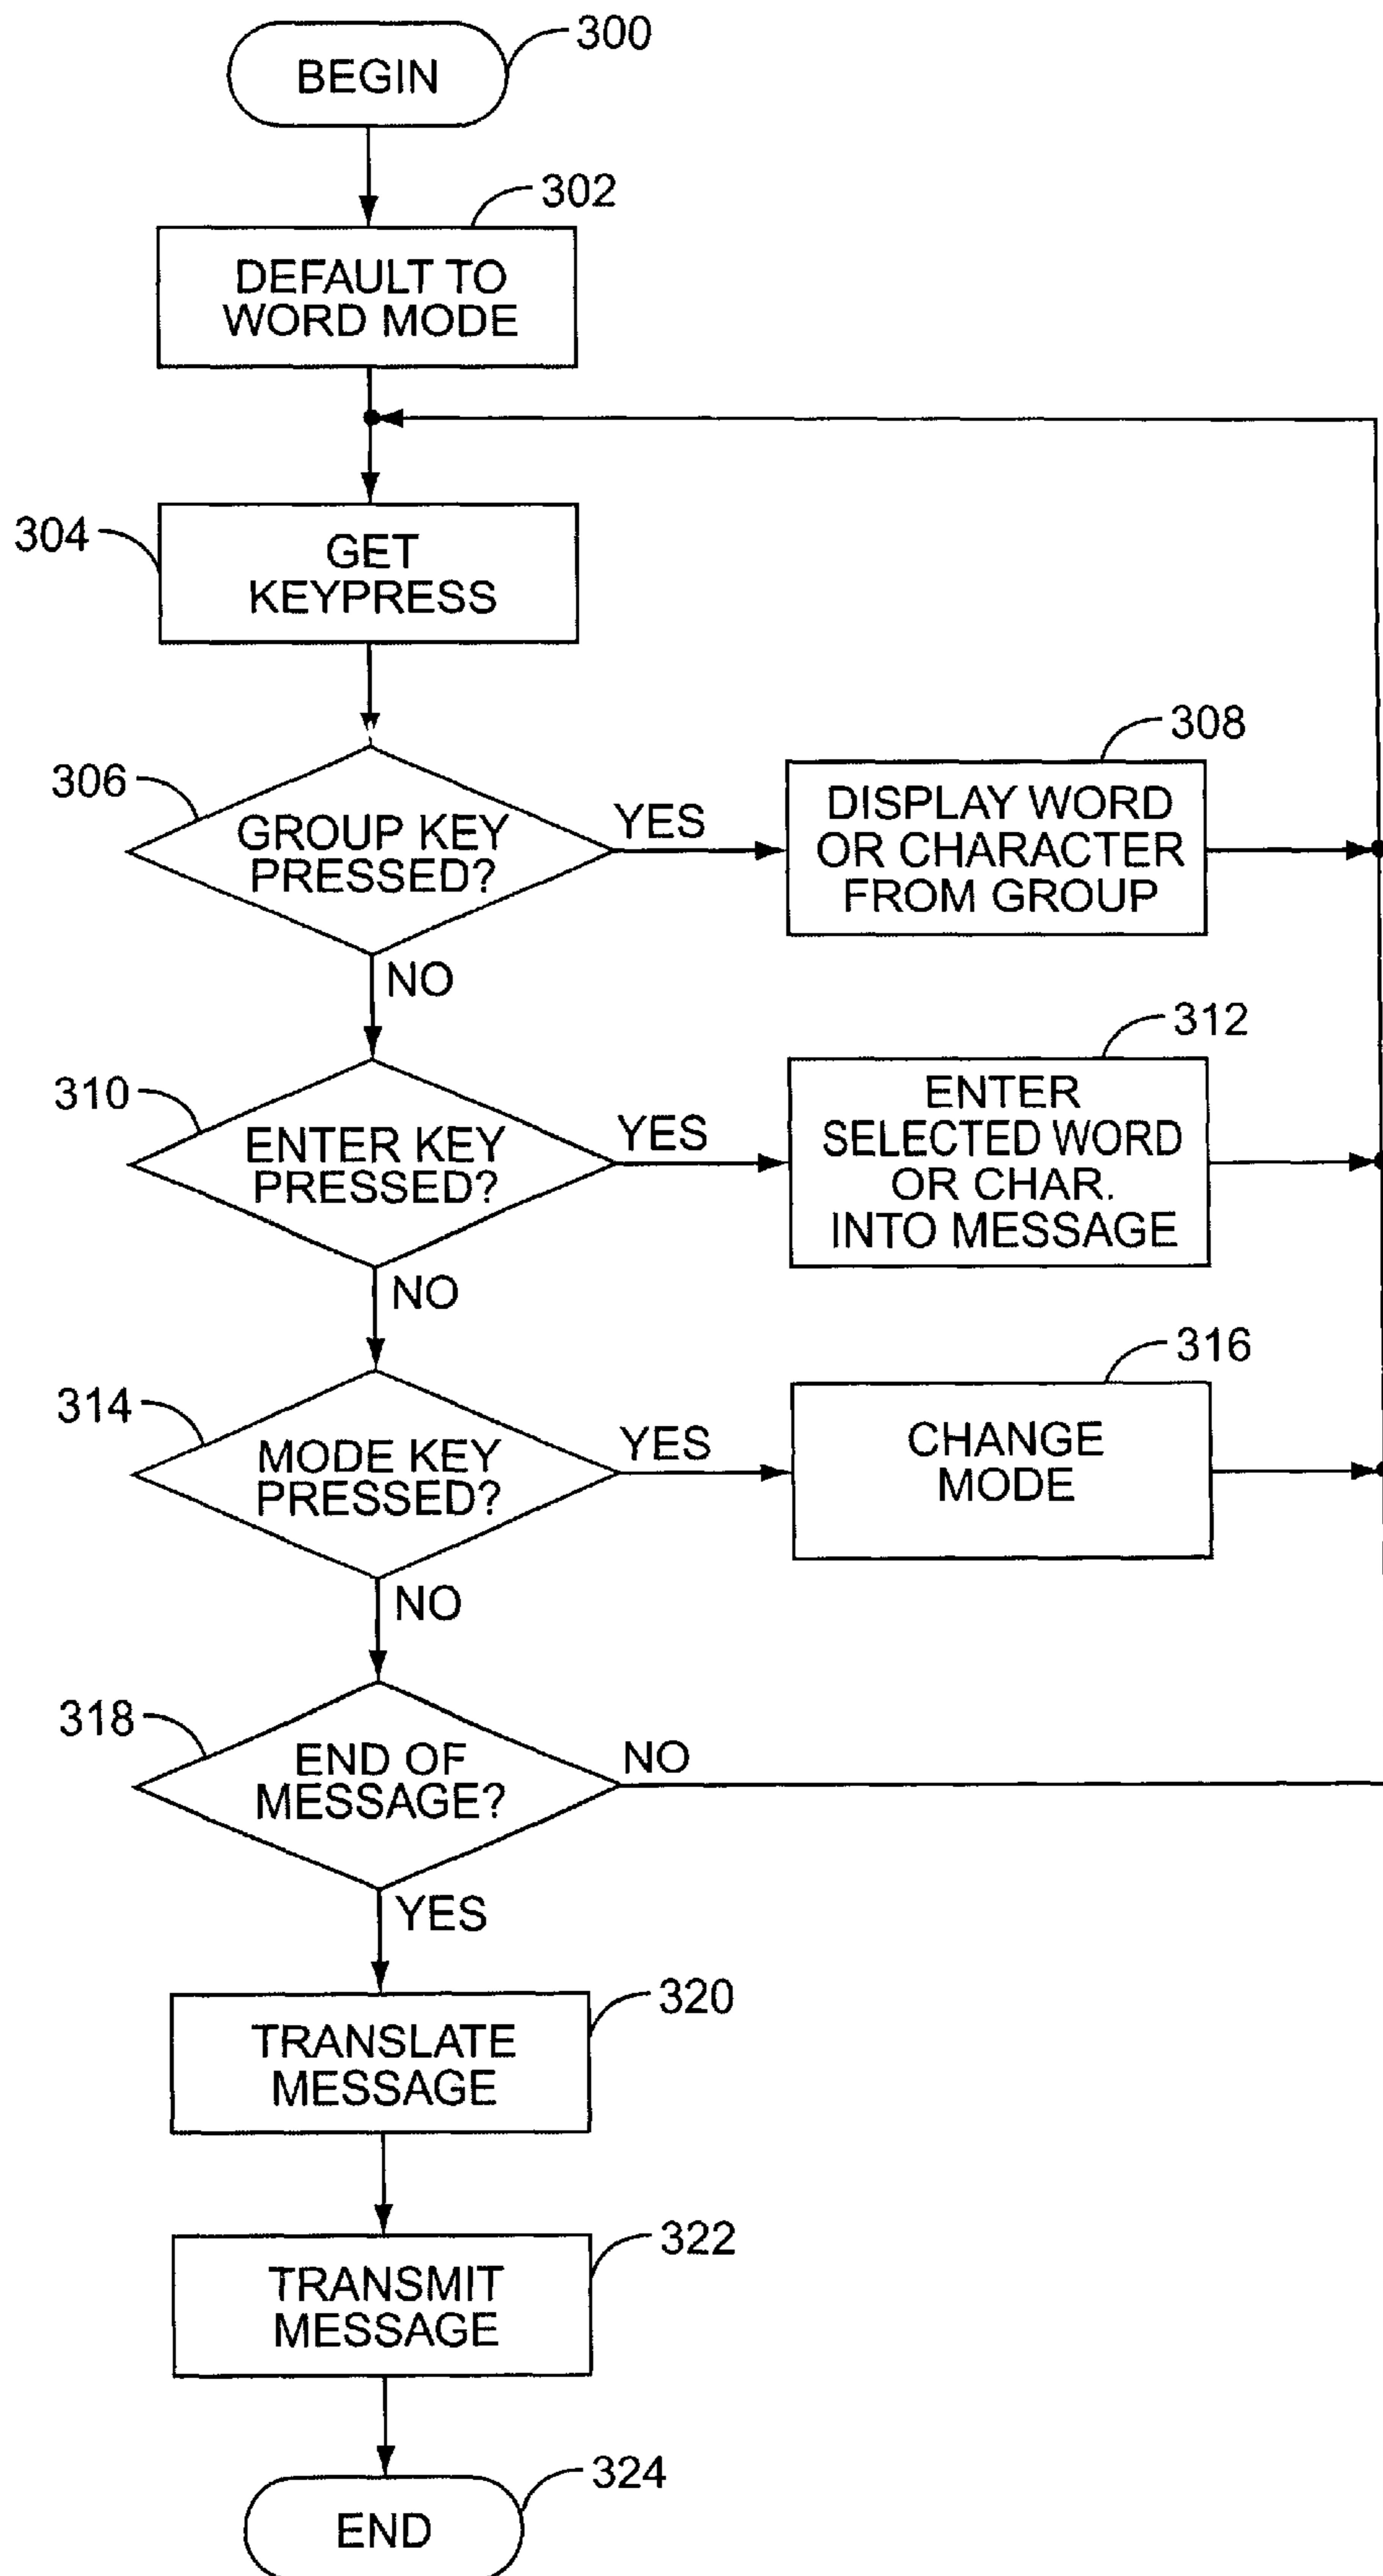 300
BEGIN
302
DEFAULT TO
WORD MODE
304
GET
KEYPRESS
306
GROUP KEY
PRESSED?
YES
308
DISPLAY WORD
OR CHARACTER
FROM GROUP
NO
310
ENTER KEY
PRESSED?
YES
312
ENTER
SELECTED WORD
OR CHAR.
INTO MESSAGE
NO
314
MODE KEY
PRESSED?
YES
316
CHANGE
MODE
NO
318
END OF
MESSAGE?
NO
YES
320
TRANSLATE
MESSAGE
322
TRANSMIT
MESSAGE
324
END